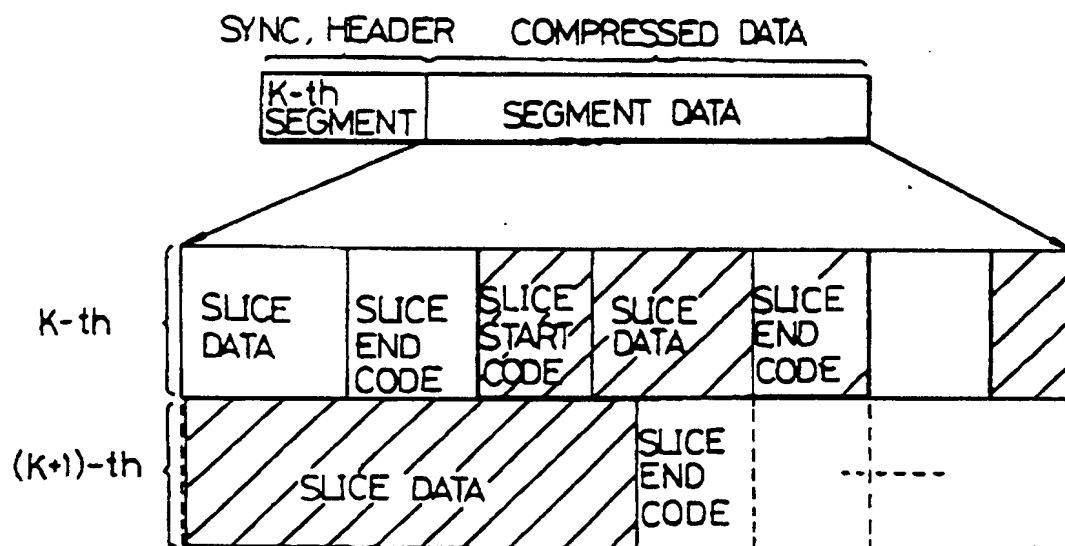 SYNC, HEADER COMPRESSED DATA
K-th
SEGMENT
SEGMENT DATA
K-th
SLICE
DATA
SLICE
END
CODE
SLICE
START
CODE
SLICE
DATA
SLICE
END
CODE
(K+1)-th
SLICE DATA
SLICE
END
CODE